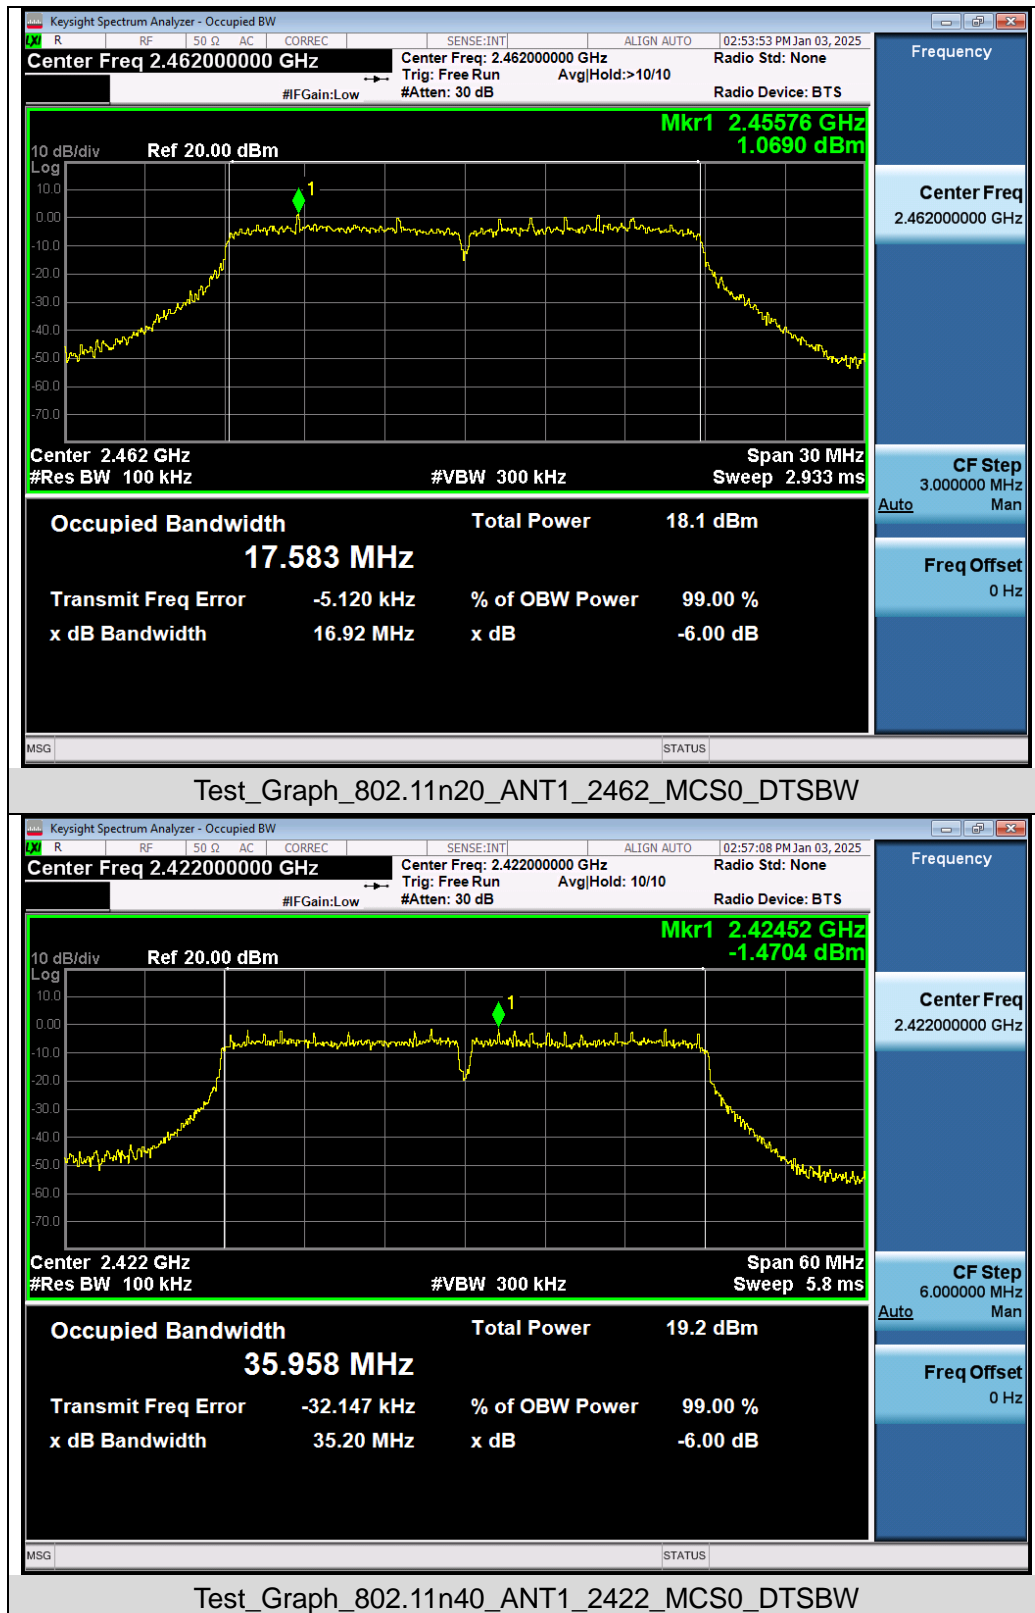 Keysight Spectrum Analyzer - Occupied BW
LXI R RF 50 Ω AC CORREC SENSE:INT ALIGN AUTO 02:53:53 PM Jan 03, 2025
Center Freq 2.462000000 GHz
Center Freq: 2.462000000 GHz
Radio Std: None
Trig: Free Run Avg|Hold:>10/10
#IFGain:Low
#Atten: 30 dB
Radio Device: BTS
Frequency
Mkr1 2.45576 GHz
1.0690 dBm
10 dB/div Ref 20.00 dBm
Log
10.0
0.00
-10.0
-20.0
-30.0
-40.0
-50.0
-60.0
-70.0
1
Center Freq
2.462000000 GHz
Center 2.462 GHz
Span 30 MHz
#Res BW 100 kHz
#VBW 300 kHz
Sweep 2.933 ms
CF Step
3.000000 MHz
Auto Man
Freq Offset
0 Hz
Occupied Bandwidth
17.583 MHz
Total Power 18.1 dBm
Transmit Freq Error -5.120 kHz
% of OBW Power 99.00 %
x dB Bandwidth 16.92 MHz
x dB -6.00 dB
MSG
STATUS
Test_Graph_802.11n20_ANT1_2462_MCS0_DTSBW
Keysight Spectrum Analyzer - Occupied BW
LXI R RF 50 Ω AC CORREC SENSE:INT ALIGN AUTO 02:57:08 PM Jan 03, 2025
Center Freq 2.422000000 GHz
Center Freq: 2.422000000 GHz
Radio Std: None
Trig: Free Run Avg|Hold: 10/10
#IFGain:Low
#Atten: 30 dB
Radio Device: BTS
Frequency
Mkr1 2.42452 GHz
-1.4704 dBm
10 dB/div Ref 20.00 dBm
Log
10.0
0.00
-10.0
-20.0
-30.0
-40.0
-50.0
-60.0
-70.0
1
Center Freq
2.422000000 GHz
Center 2.422 GHz
Span 60 MHz
#Res BW 100 kHz
#VBW 300 kHz
Sweep 5.8 ms
CF Step
6.000000 MHz
Auto Man
Freq Offset
0 Hz
Occupied Bandwidth
35.958 MHz
Total Power 19.2 dBm
Transmit Freq Error -32.147 kHz
% of OBW Power 99.00 %
x dB Bandwidth 35.20 MHz
x dB -6.00 dB
MSG
STATUS
Test_Graph_802.11n40_ANT1_2422_MCS0_DTSBW